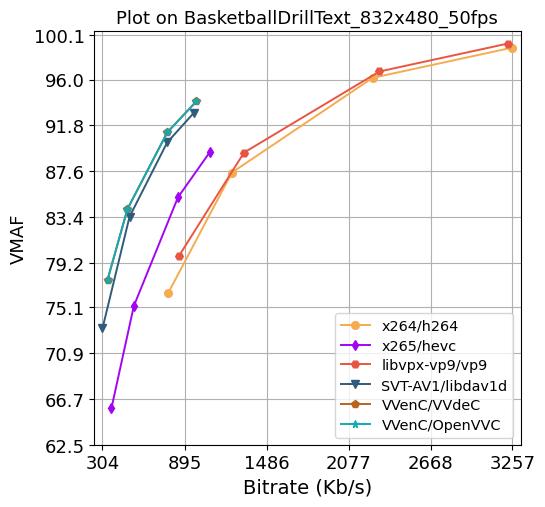 Plot on BasketballDrillText_832x480_50fps
100.1
96.0
91.8
87.6
83.4
79.2
75.1
70.9
66.7
62.5
VMAF
x264/h264
x265/hevc
libvpx-vp9/vp9
SVT-AV1/libdav1d
VVenC/VVdeC
VVenC/OpenVVC
304 895 1486 2077 2668 3257
Bitrate (Kb/s)